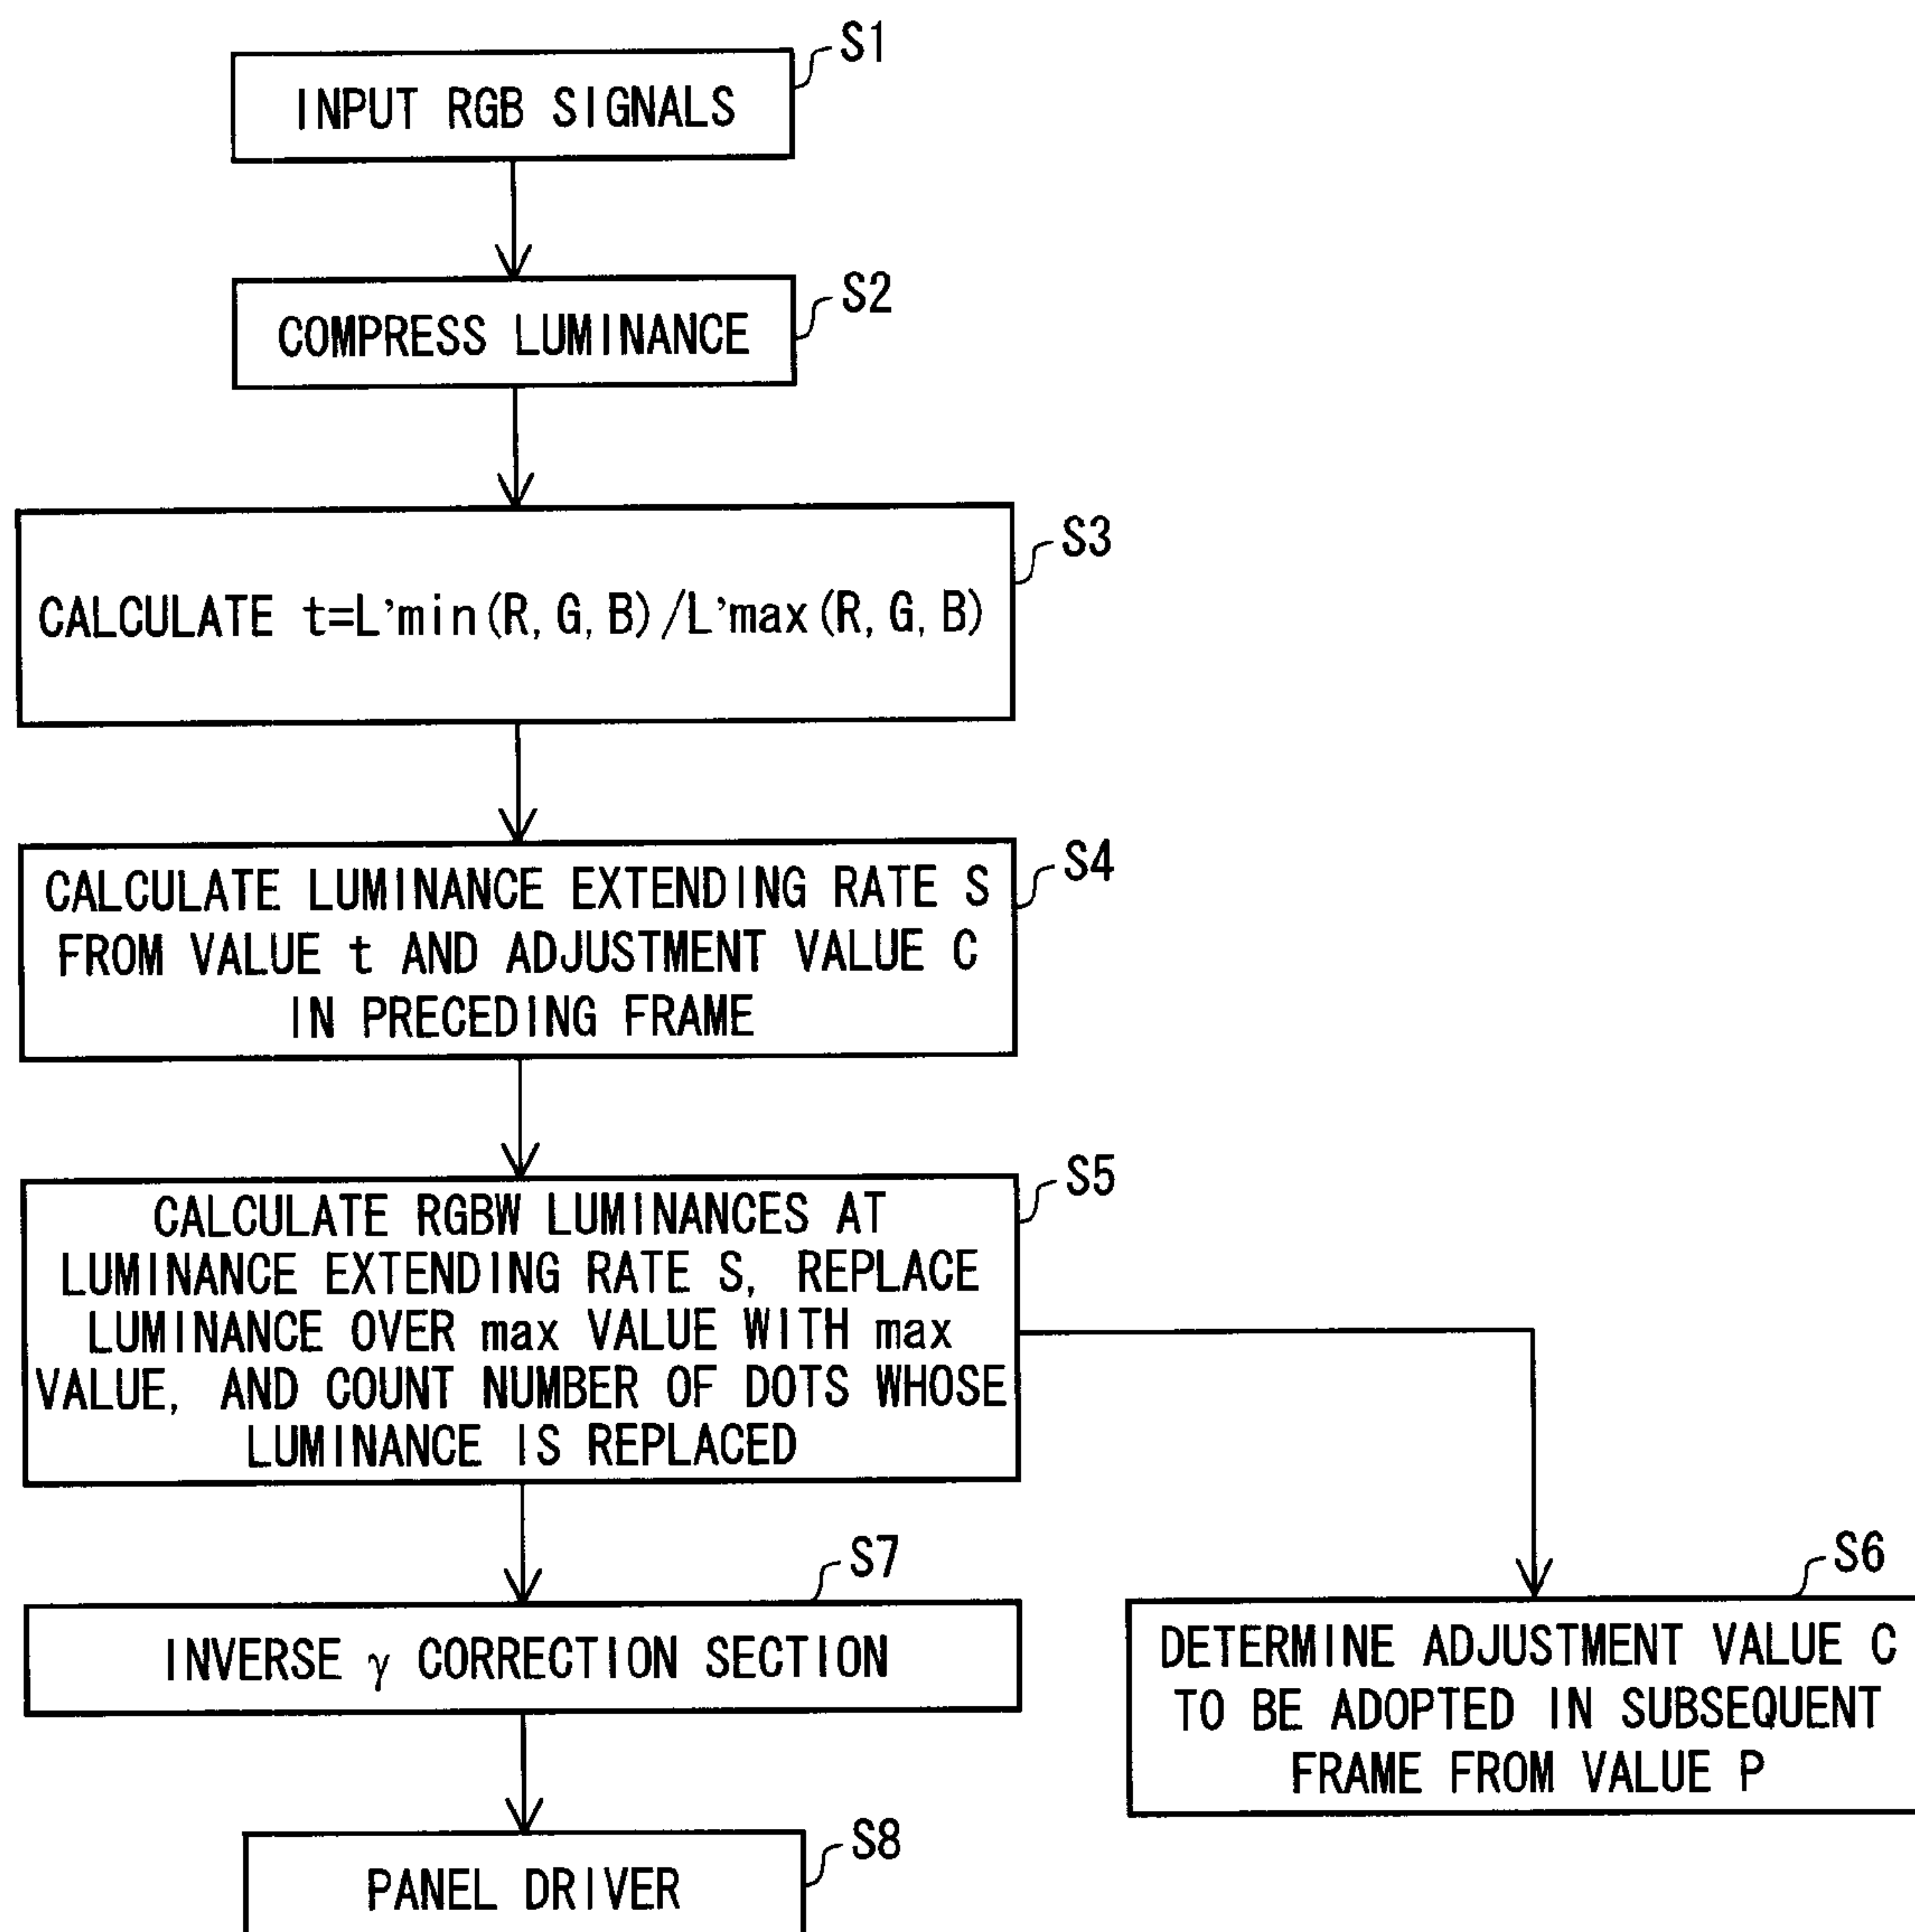 S1
INPUT RGB SIGNALS
S2
COMPRESS LUMINANCE
S3
CALCULATE t=L'min(R,G,B)/L'max(R,G,B)
S4
CALCULATE LUMINANCE EXTENDING RATE S
FROM VALUE t AND ADJUSTMENT VALUE C
IN PRECEDING FRAME
S5
CALCULATE RGBW LUMINANCES AT
LUMINANCE EXTENDING RATE S, REPLACE
LUMINANCE OVER max VALUE WITH max
VALUE, AND COUNT NUMBER OF DOTS WHOSE
LUMINANCE IS REPLACED
S7
INVERSE γ CORRECTION SECTION
S6
DETERMINE ADJUSTMENT VALUE C
TO BE ADOPTED IN SUBSEQUENT
FRAME FROM VALUE P
S8
PANEL DRIVER